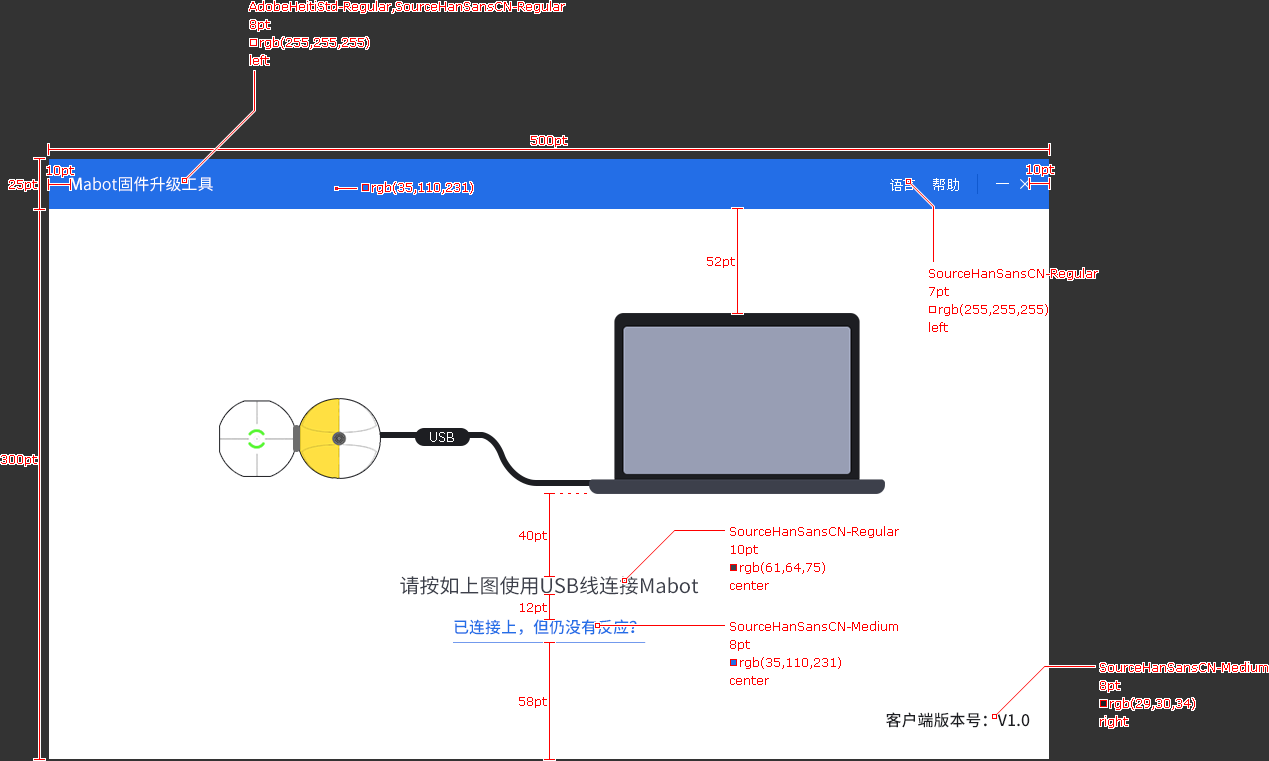 AdobeHeitiStd-Regular,SourceHanSansCN-Regular
8pt
rgb(255,255,255)
left
500pt
10pt
25pt
Mabot固件升级工具
rgb(35,110,231)
语言 帮助
10pt
52pt
SourceHanSansCN-Regular
7pt
rgb(255,255,255)
left
USB
300pt
40pt
SourceHanSansCN-Regular
10pt
rgb(61,64,75)
center
请按如上图使用USB线连接Mabot
12pt
已连接上，但仍没有反应？
SourceHanSansCN-Medium
8pt
rgb(35,110,231)
center
58pt
SourceHanSansCN-Medium
8pt
rgb(29,30,34)
right
客户端版本号：V1.0